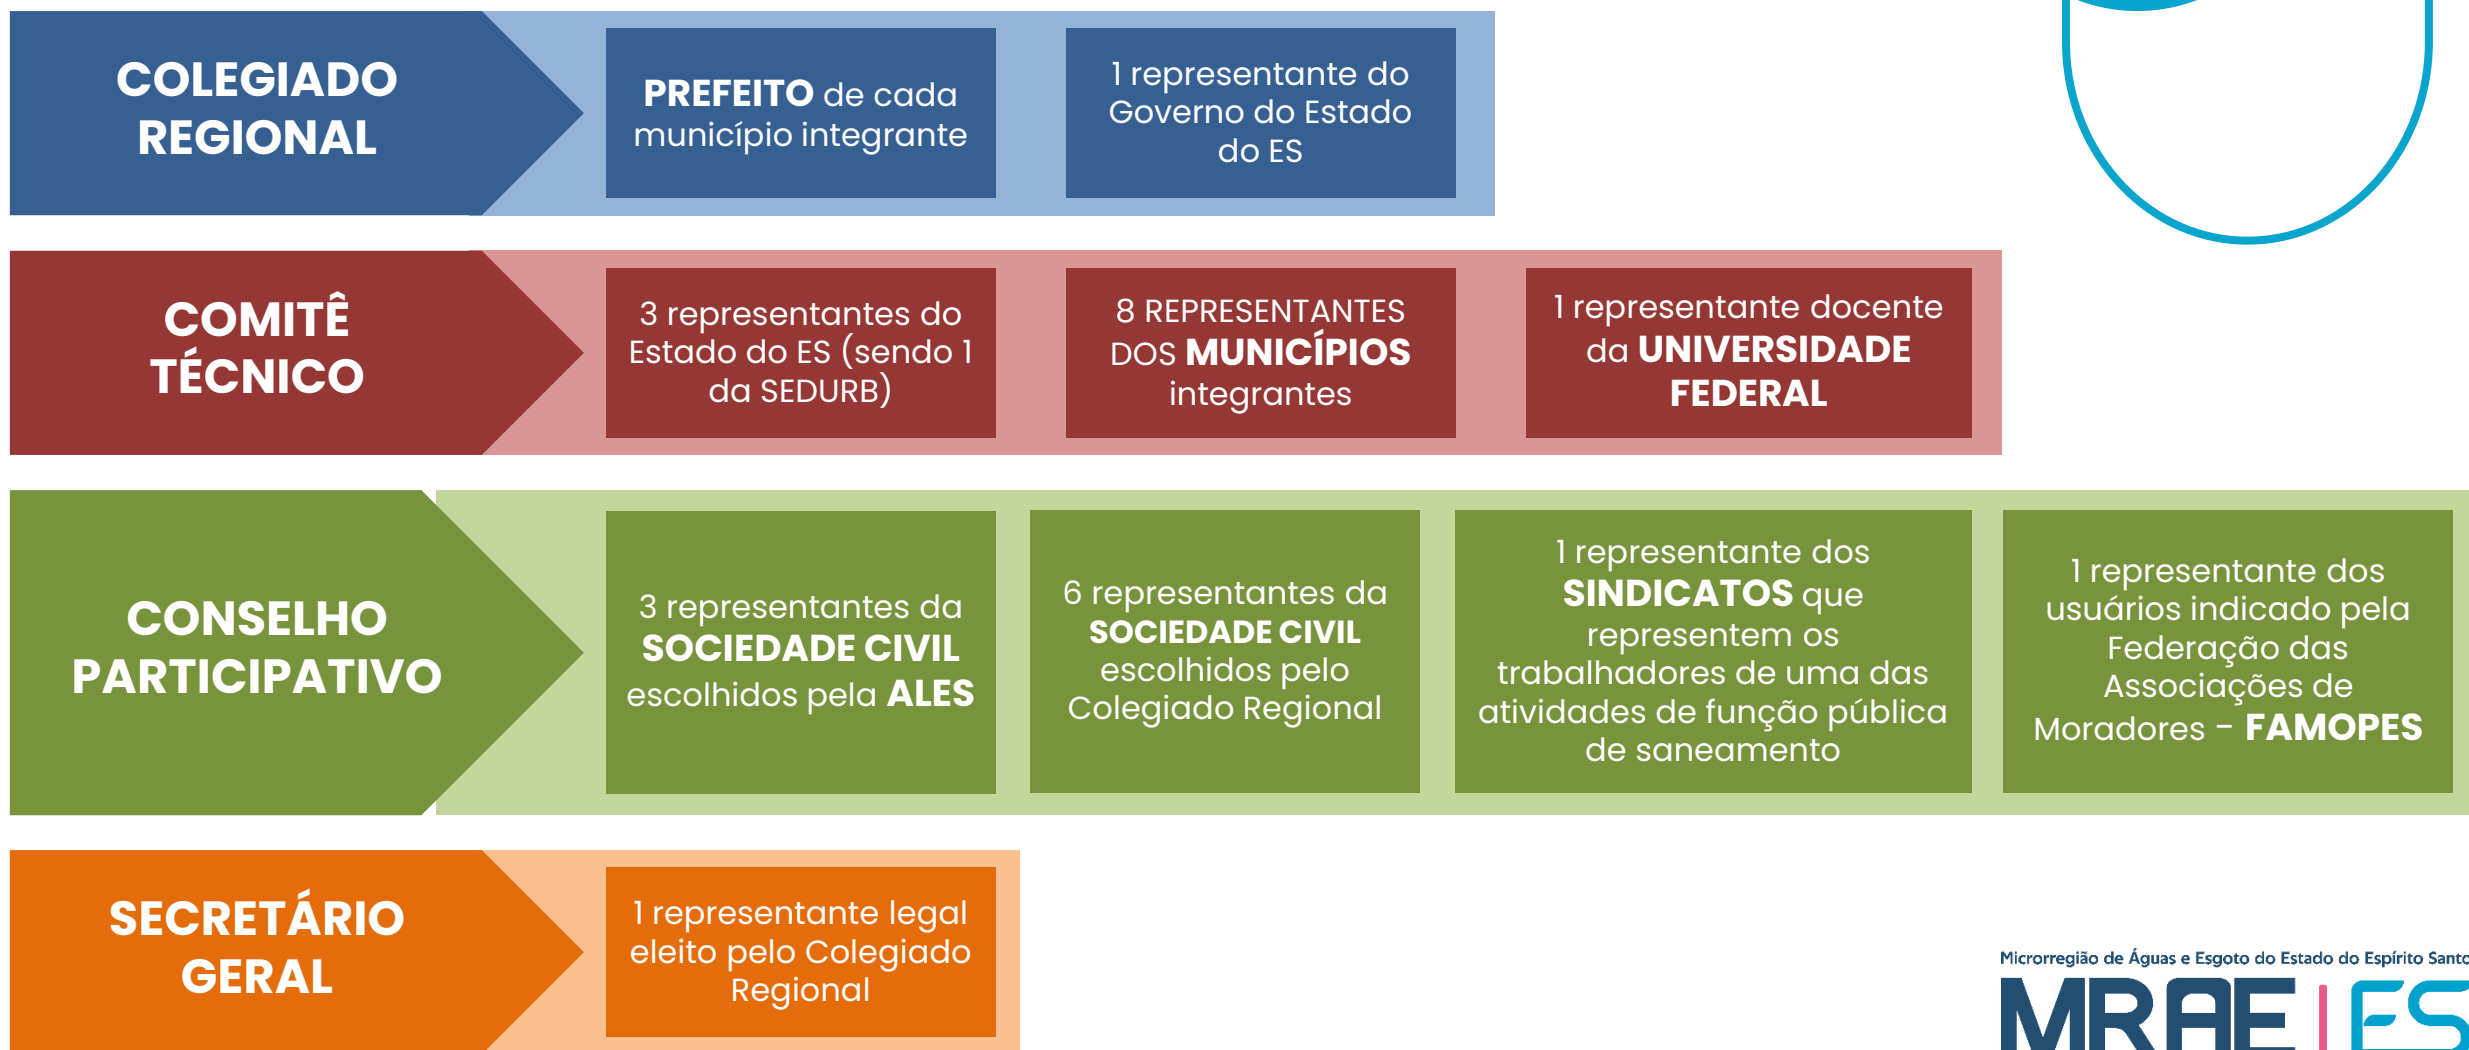 COLEGIADO
REGIONAL
PREFEITO de cada
município integrante
1 representante do
Governo do Estado
do ES
COMITÊ
TÉCNICO
3 representantes do
Estado do ES (sendo 1
da SEDURB)
8 REPRESENTANTES
DOS MUNICÍPIOS
integrantes
1 representante docente
da UNIVERSIDADE
FEDERAL
CONSELHO
PARTICIPATIVO
3 representantes da
SOCIEDADE CIVIL
escolhidos pela ALES
6 representantes da
SOCIEDADE CIVIL
escolhidos pelo
Colegiado Regional
1 representante dos
SINDICATOS que
representem os
trabalhadores de uma das
atividades de função pública
de saneamento
1 representante dos
usuários indicado pela
Federação das
Associações de
Moradores - FAMOPES
SECRETÁRIO
GERAL
1 representante legal
eleito pelo Colegiado
Regional
Microrregião de Águas e Esgoto do Estado do Espírito Santo
MRAE | ES